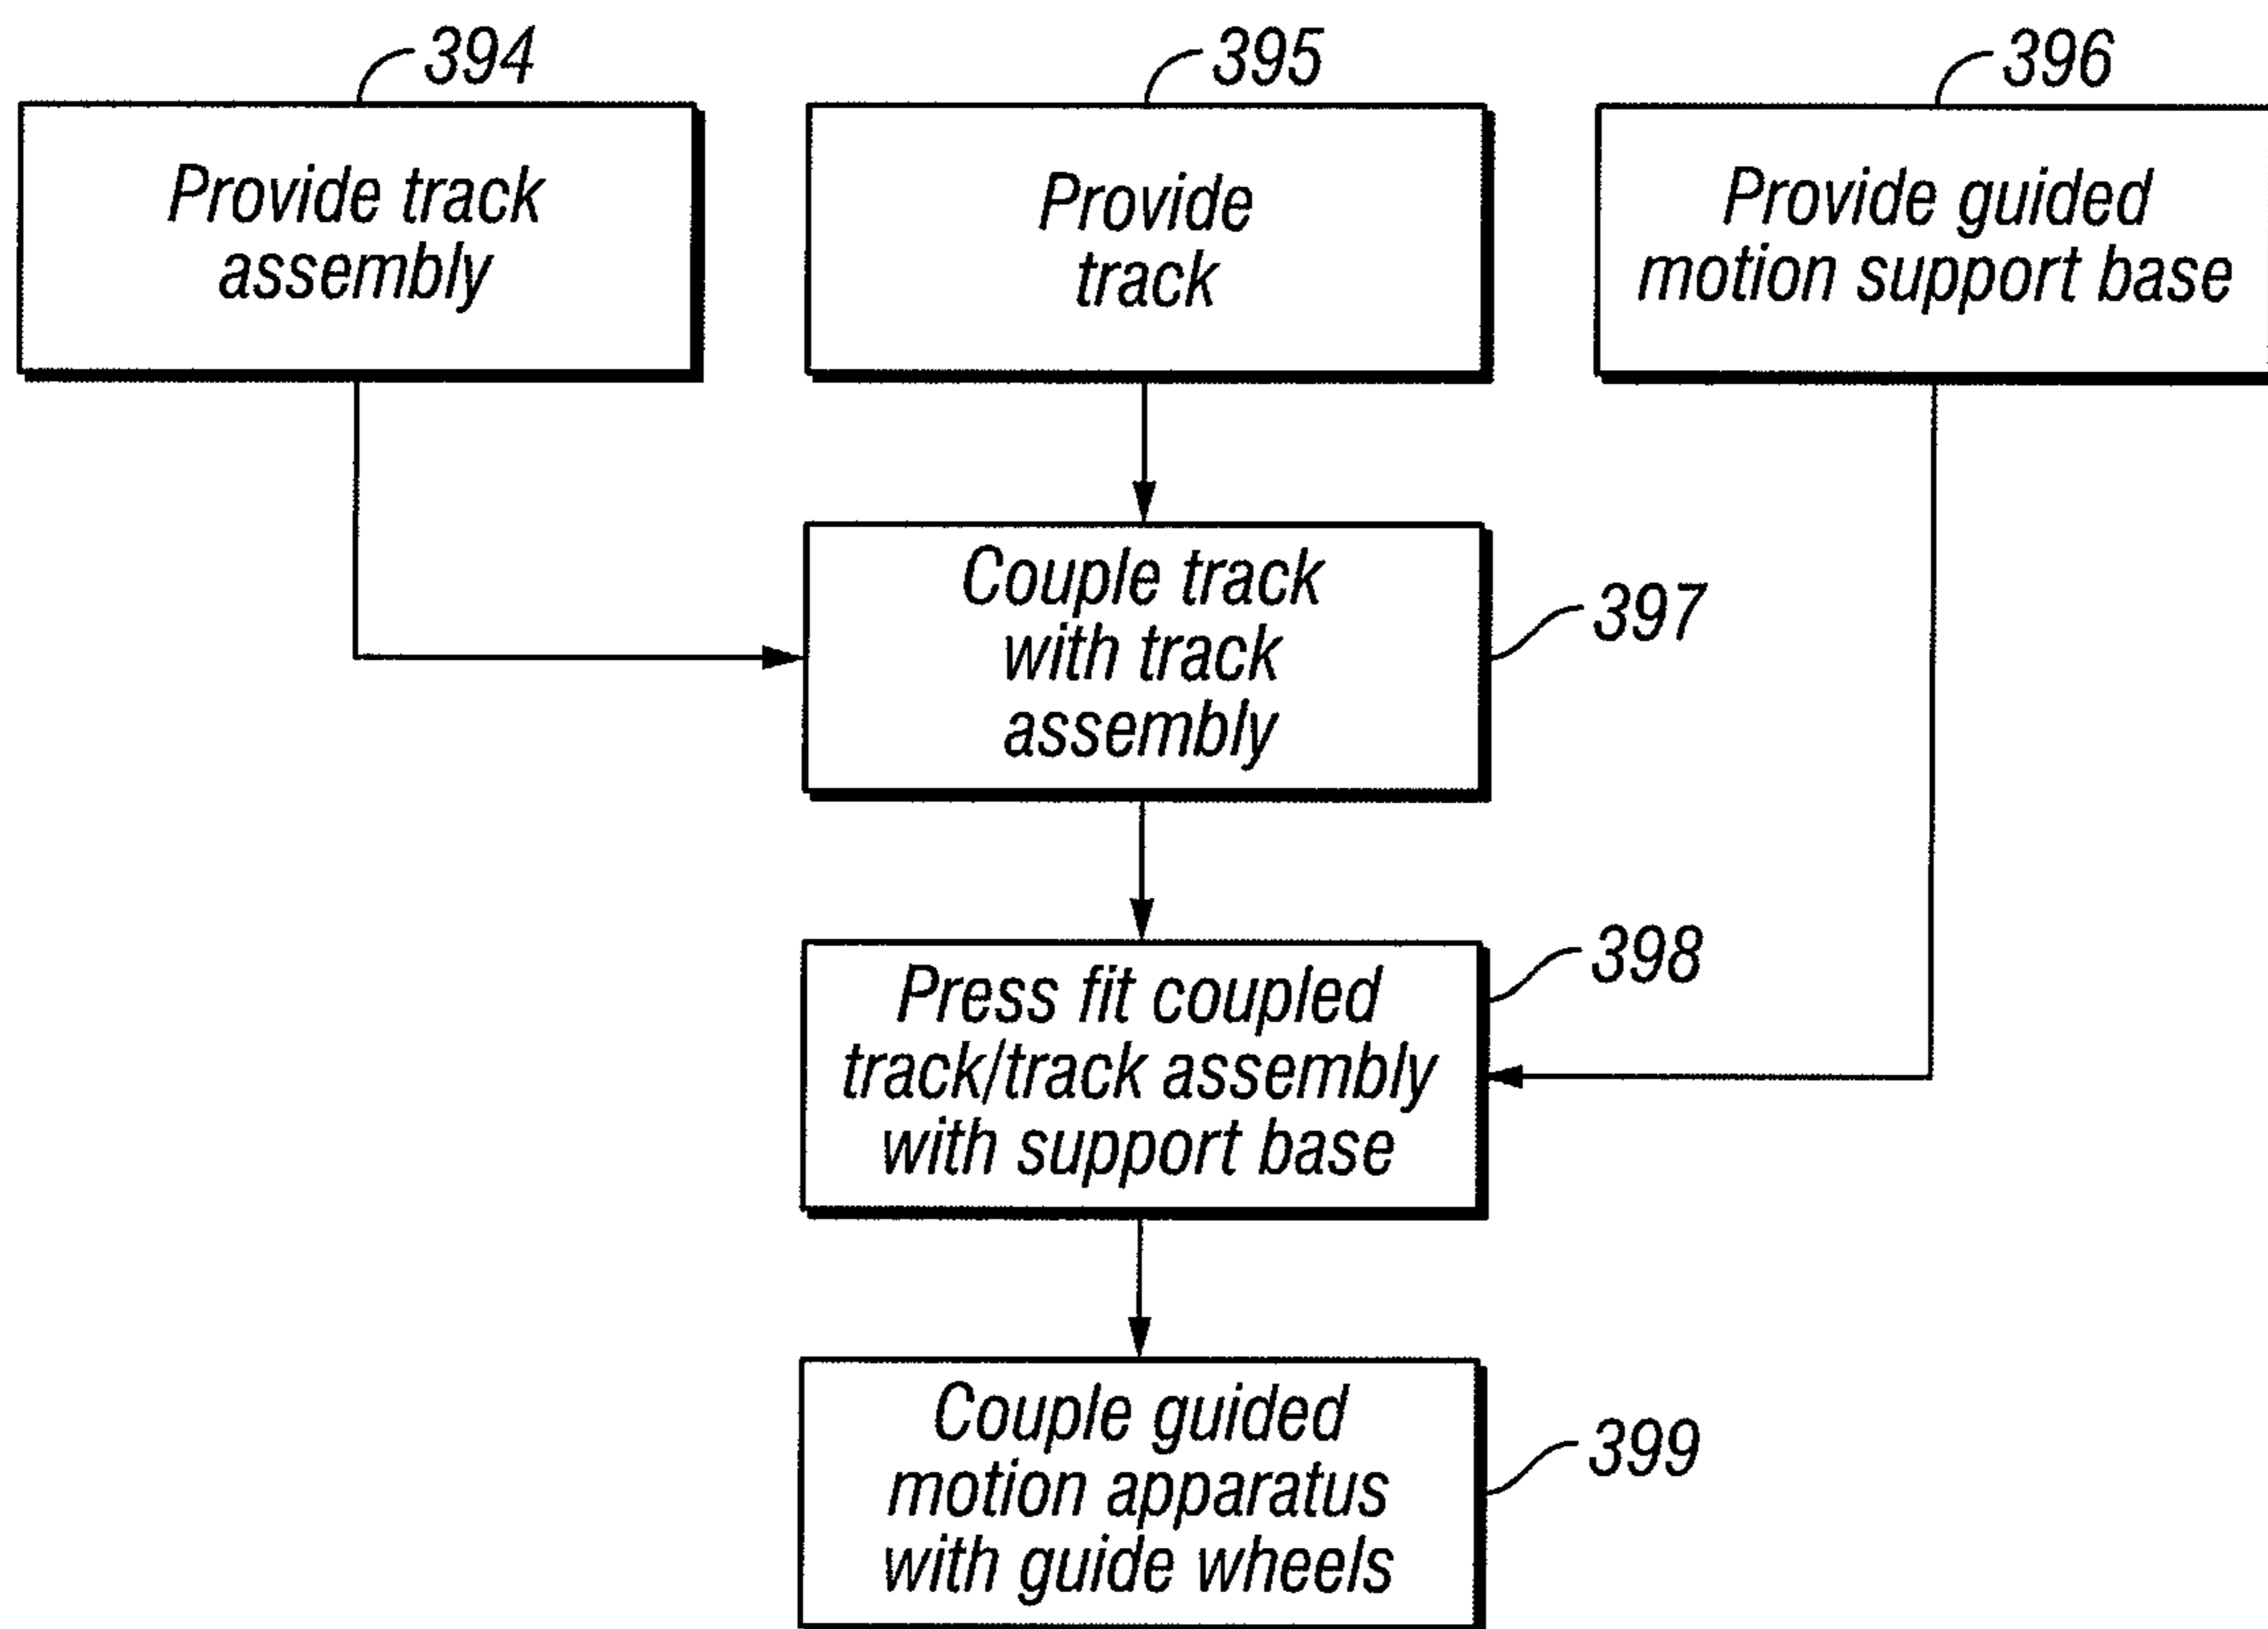 394
Provide track
assembly
395
Provide
track
396
Provide guided
motion support base
Couple track
with track
assembly
397
Press fit coupled
track/track assembly
with support base
398
Couple guided
motion apparatus
with guide wheels
399